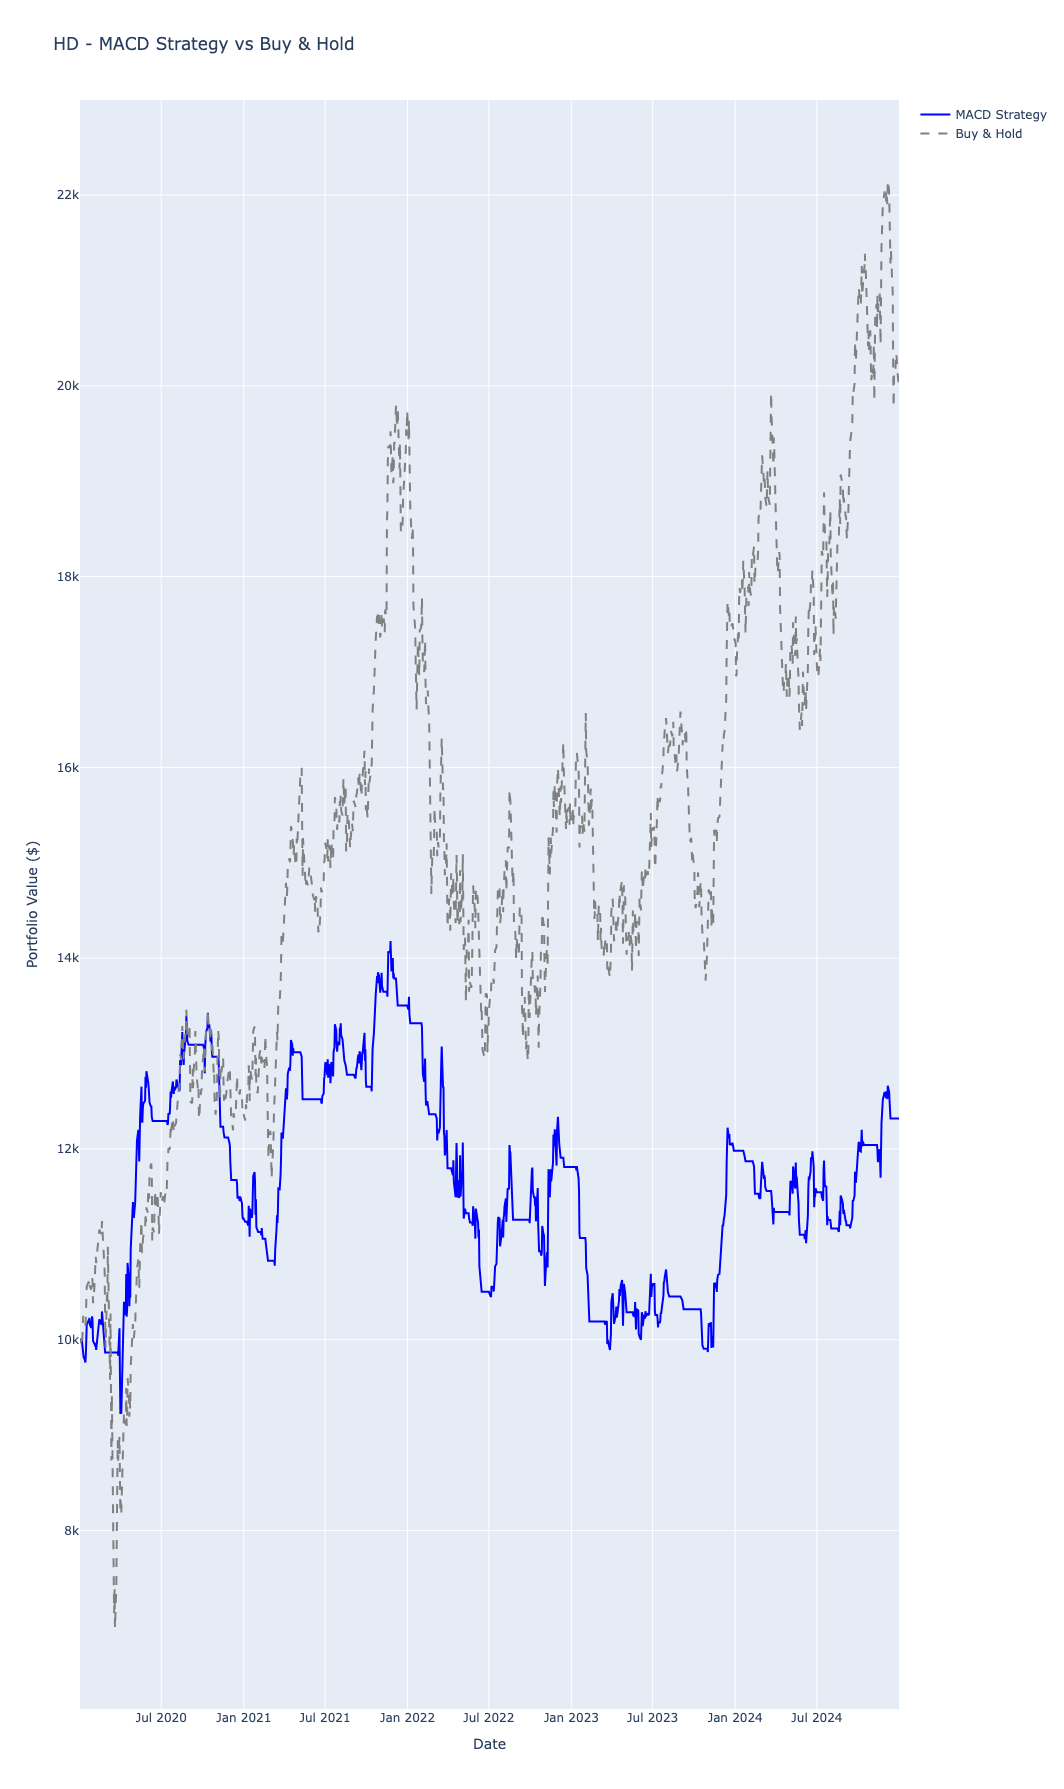 HD - MACD Strategy vs Buy & Hold
MACD Strategy
Buy & Hold
22k
20k
18k
16k
14k
12k
10k
8k
Portfolio Value ($)
Jul 2020
Jan 2021
Jul 2021
Jan 2022
Jul 2022
Jan 2023
Jul 2023
Jan 2024
Jul 2024
Date